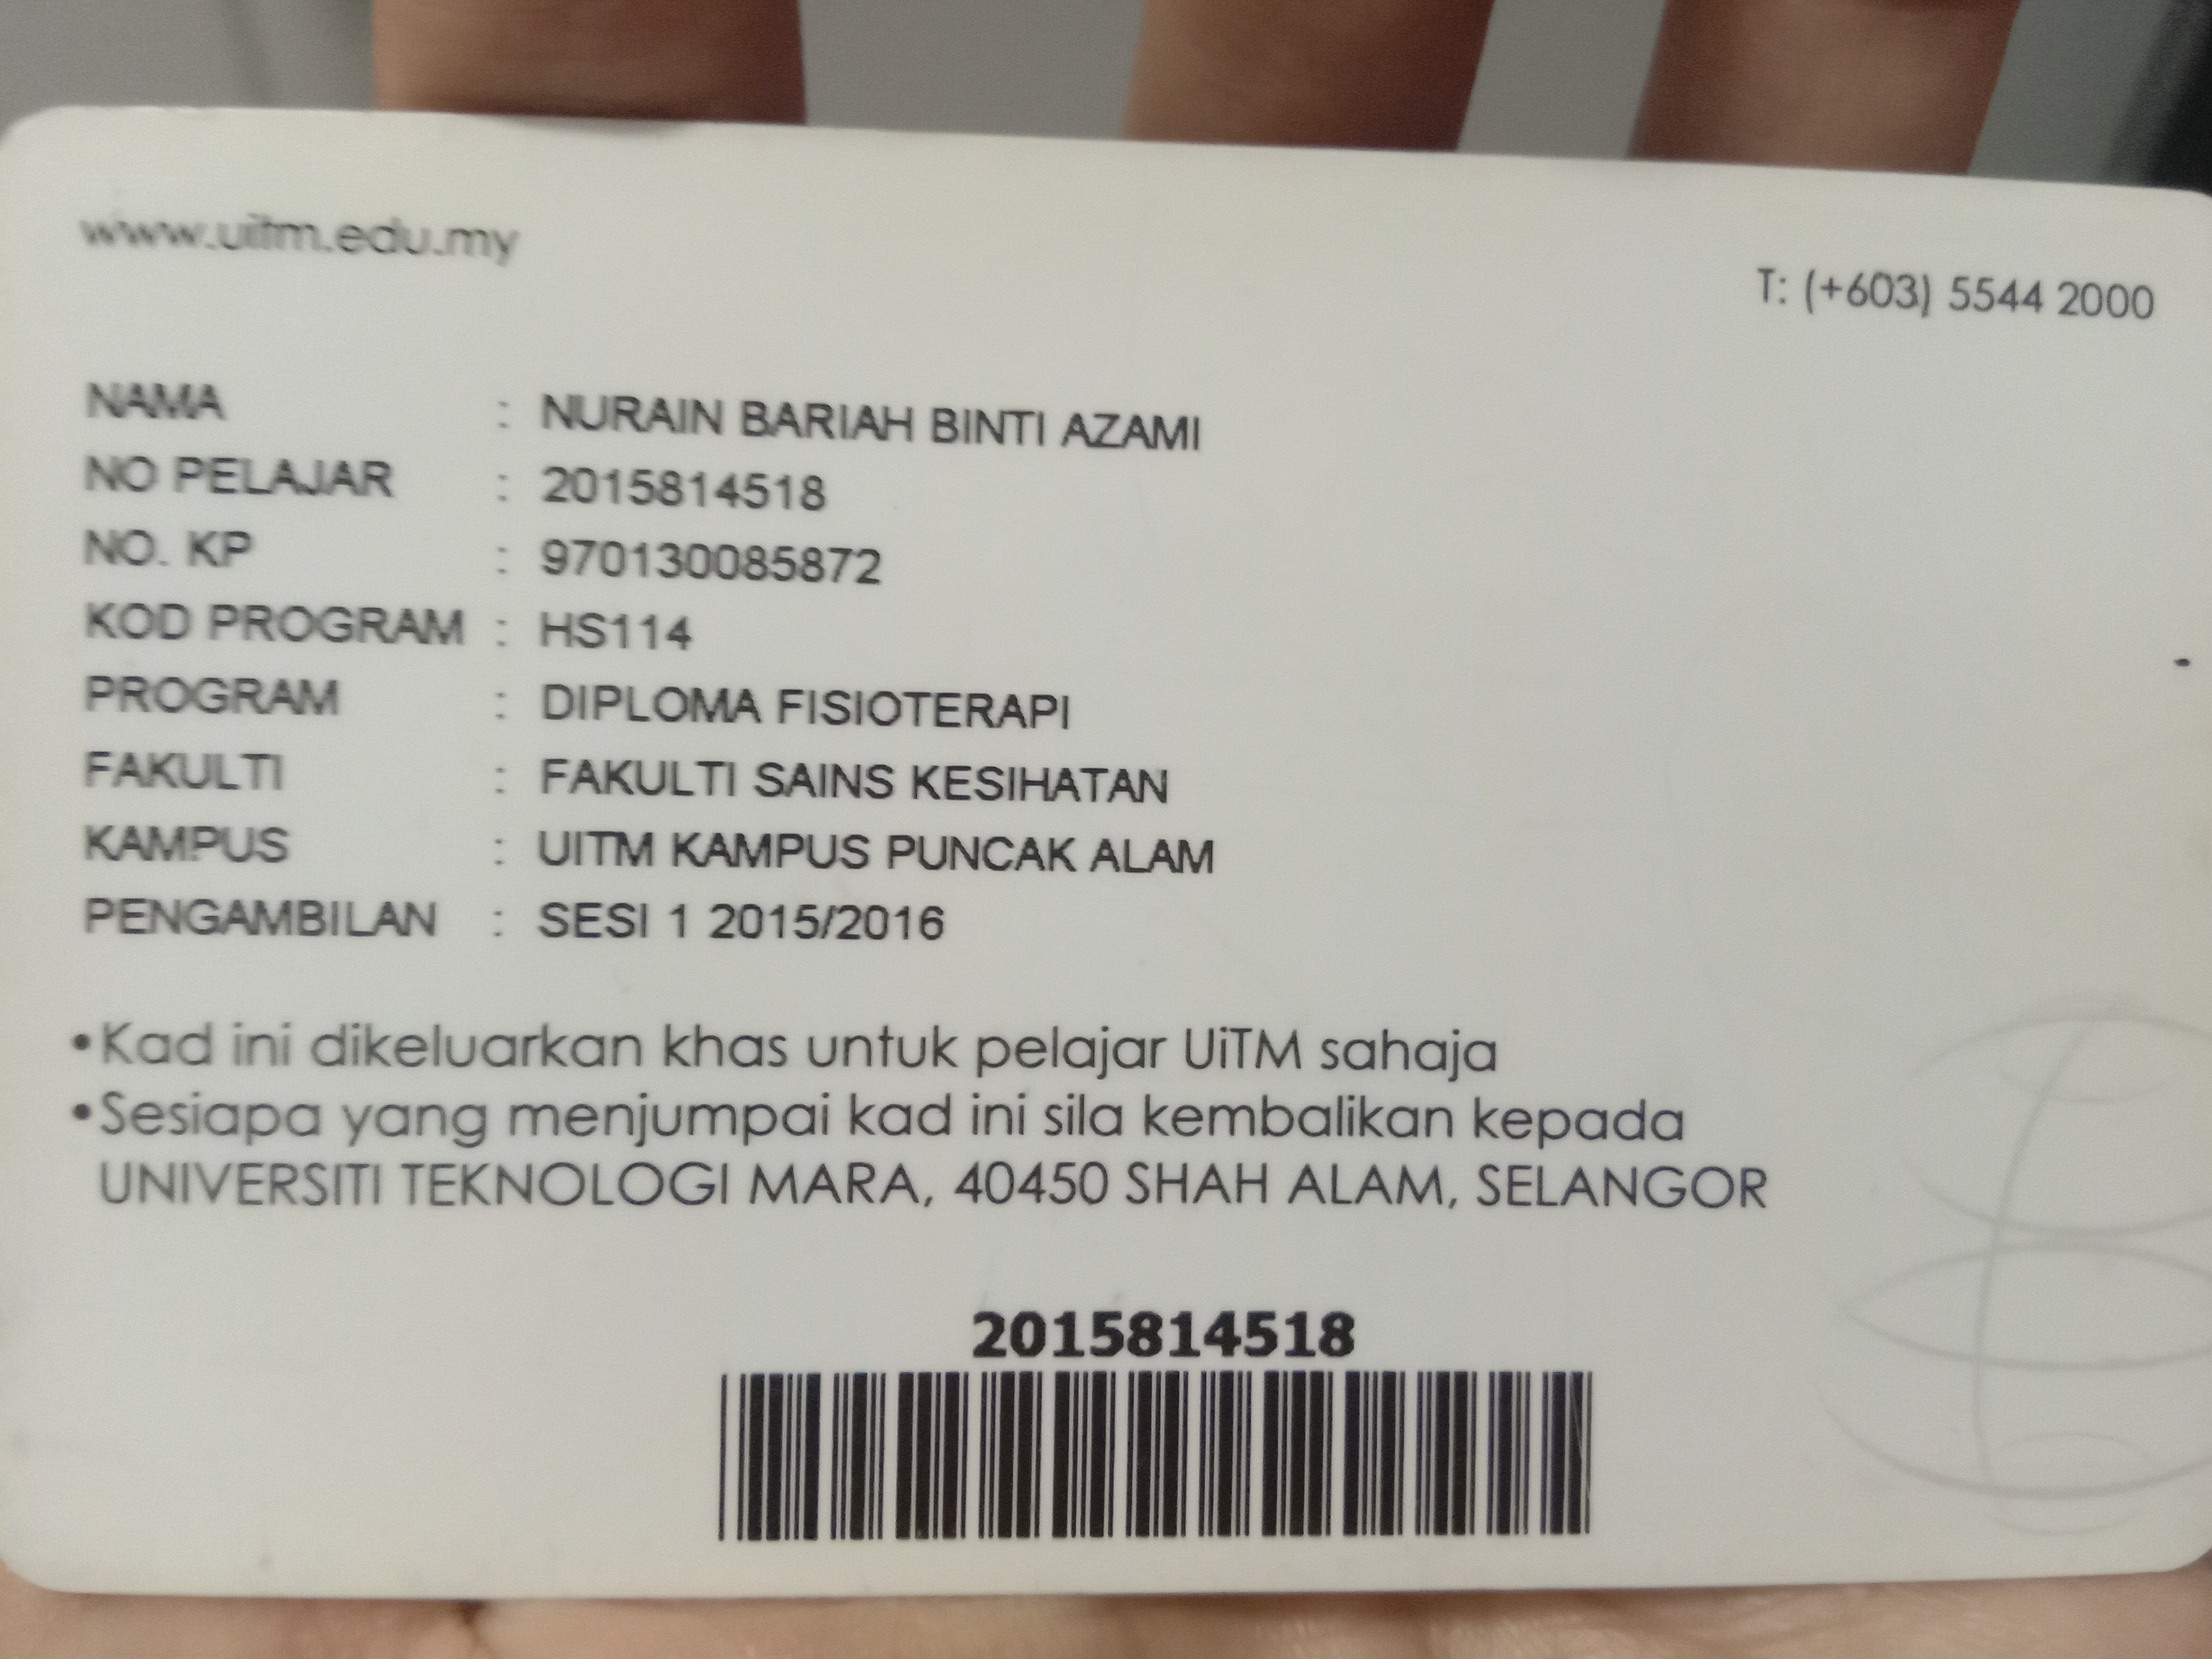 www.uitm.edu.my
T: (+603) 5544 2000
NAMA : NURAIN BARIAH BINTI AZAMI
NO PELAJAR : 2015814518
NO. KP : 970130085872
KOD PROGRAM : HS114
PROGRAM : DIPLOMA FISIOTERAPI
FAKULTI : FAKULTI SAINS KESIHATAN
KAMPUS : UITM KAMPUS PUNCAK ALAM
PENGAMBILAN : SESI 1 2015/2016
•Kad ini dikeluarkan khas untuk pelajar UiTM sahaja
•Sesiapa yang menjumpai kad ini sila kembalikan kepada
UNIVERSITI TEKNOLOGI MARA, 40450 SHAH ALAM, SELANGOR
2015814518